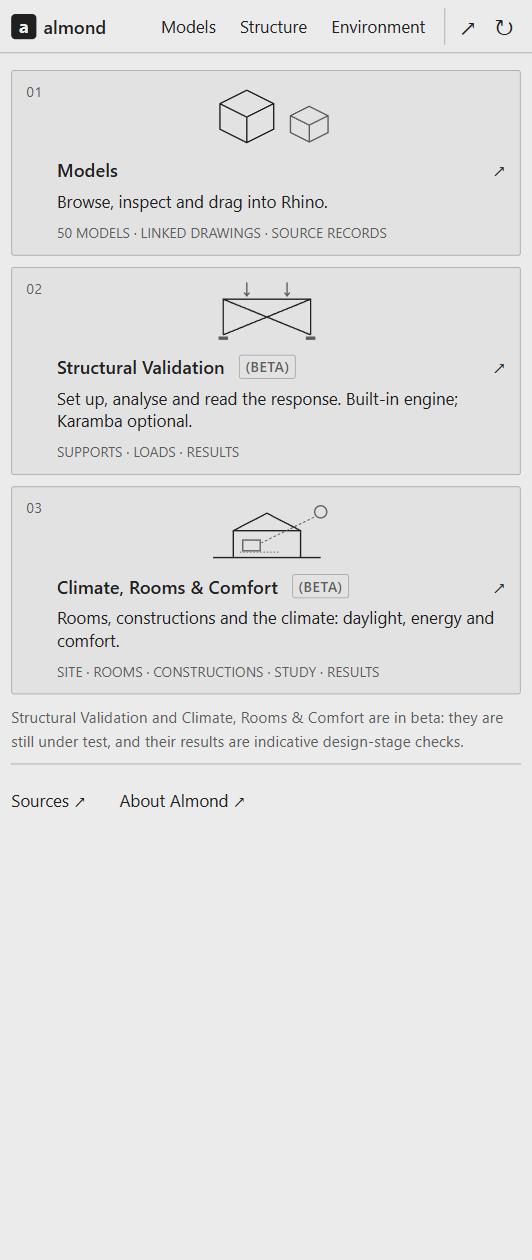 a almond Models Structure Environment ↗ ↻
01
Models ↗
Browse, inspect and drag into Rhino.
50 MODELS · LINKED DRAWINGS · SOURCE RECORDS
02
Structural Validation (BETA) ↗
Set up, analyse and read the response. Built-in engine;
Karamba optional.
SUPPORTS · LOADS · RESULTS
03
Climate, Rooms & Comfort (BETA) ↗
Rooms, constructions and the climate: daylight, energy and
comfort.
SITE · ROOMS · CONSTRUCTIONS · STUDY · RESULTS
Structural Validation and Climate, Rooms & Comfort are in beta: they are
still under test, and their results are indicative design-stage checks.
Sources ↗ About Almond ↗